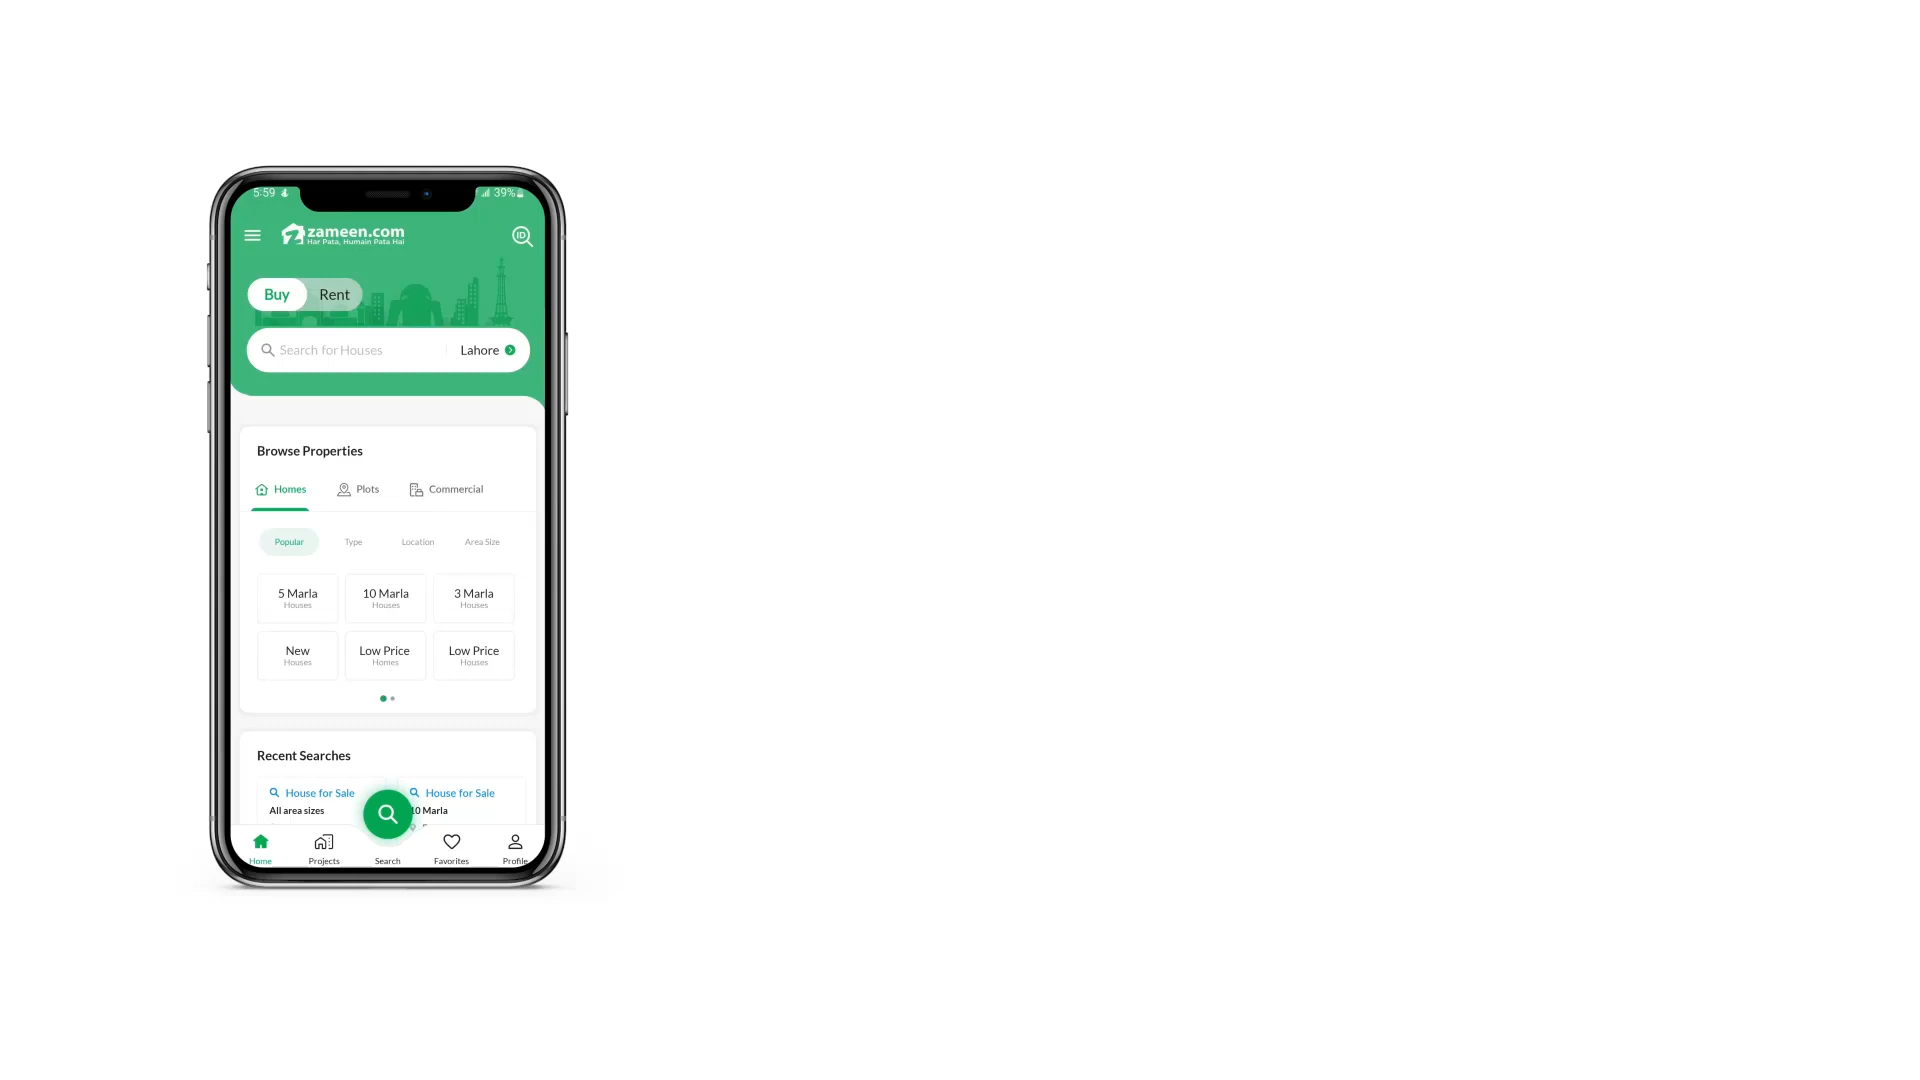 5:59
39%
zameen.com
Har Pata, Humain Pata Hai
ID
Buy Rent
Search for Houses Lahore
Browse Properties
Homes Plots Commercial
Popular Type Location Area Size
5 Marla 10 Marla 3 Marla
Houses Houses Houses
New Low Price Low Price
Houses Homes Houses
Recent Searches
House for Sale House for Sale
All area sizes 10 Marla
Home Projects Search Favorites Profile